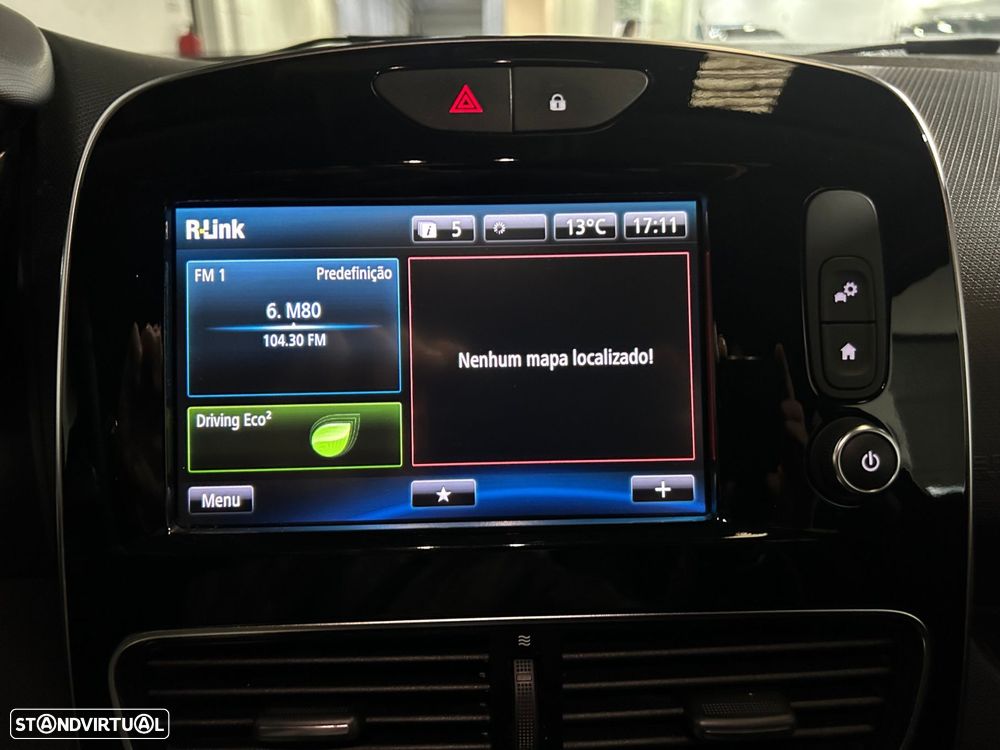 R-Link
5
13°C
17:11
FM 1
Predefinição
6. M80
104.30 FM
Nenhum mapa localizado!
Driving Eco²
Menu
STANDVIRTUAL